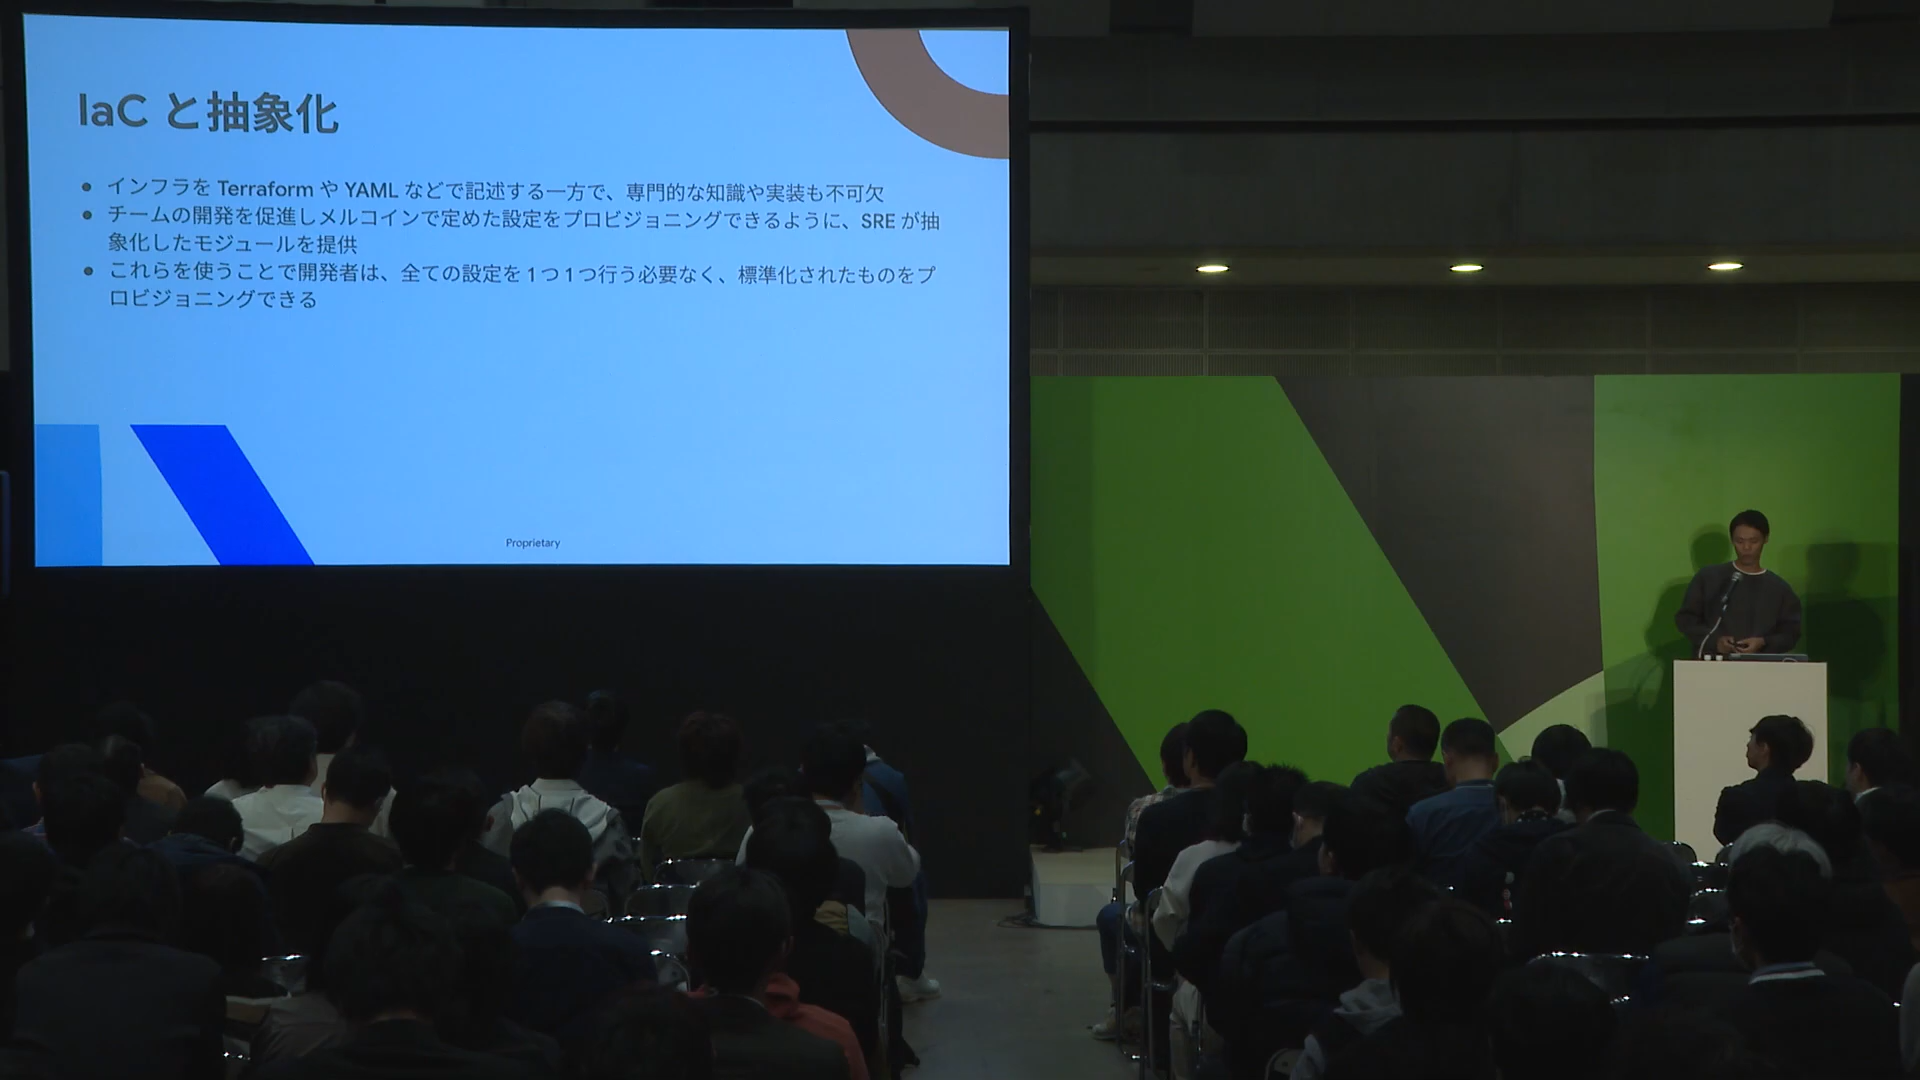 IaC と抽象化
• インフラを Terraform や YAML などで記述する一方で、専門的な知識や実装も不可欠
• チームの開発を促進しメルコインで定めた設定をプロビジョニングできるように、SRE が抽
象化したモジュールを提供
• これらを使うことで開発者は、全ての設定を 1 つ 1 つ行う必要なく、標準化されたものをプ
ロビジョニングできる
Proprietary